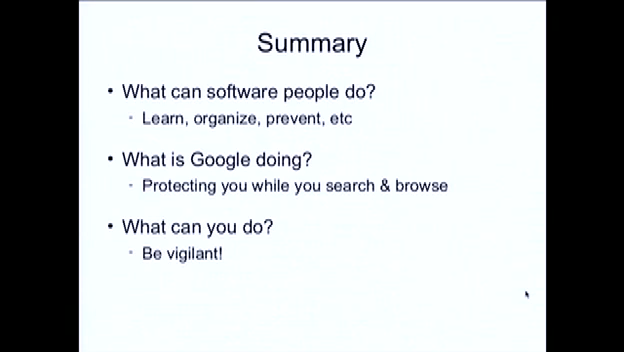 Summary
• What can software people do?
- Learn, organize, prevent, etc
• What is Google doing?
- Protecting you while you search & browse
• What can you do?
- Be vigilant!